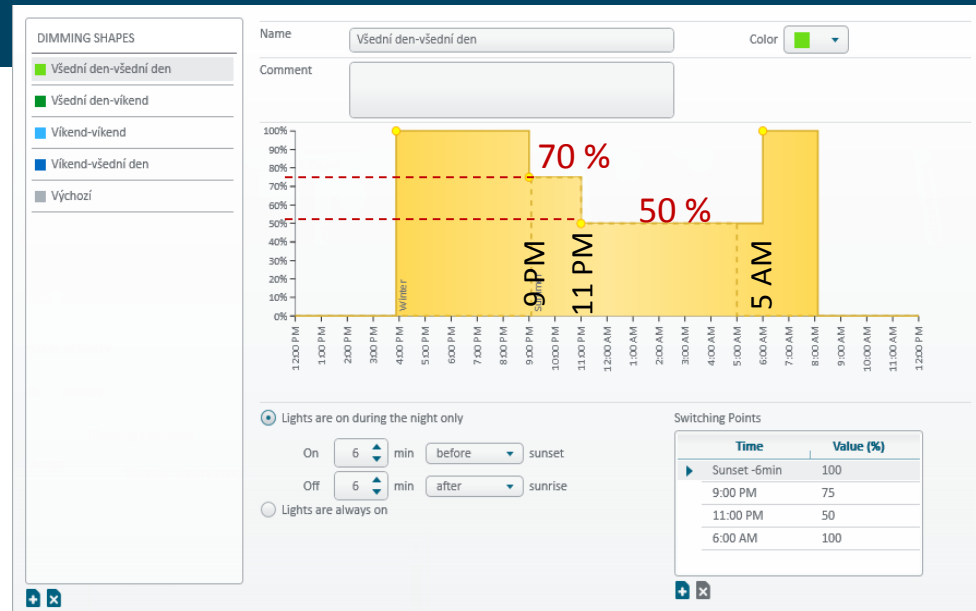 DIMMING SHAPES
Všední den-všední den
Všední den-víkend
Víkend-víkend
Víkend-všední den
Výchozí
Name
Všední den-všední den
Color
Comment
100%
90%
80%
70%
60%
50%
40%
30%
20%
10%
0%
70 %
50 %
Winter
9 PM
Summer
11 PM
5 AM
12:00 PM
1:00 PM
2:00 PM
3:00 PM
4:00 PM
5:00 PM
6:00 PM
7:00 PM
8:00 PM
9:00 PM
10:00 PM
11:00 PM
12:00 AM
1:00 AM
2:00 AM
3:00 AM
4:00 AM
5:00 AM
6:00 AM
7:00 AM
8:00 AM
9:00 AM
10:00 AM
11:00 AM
12:00 PM
Lights are on during the night only
On 6 min before sunset
Off 6 min after sunrise
Lights are always on
Switching Points
Time Value (%)
Sunset -6min 100
9:00 PM 75
11:00 PM 50
6:00 AM 100